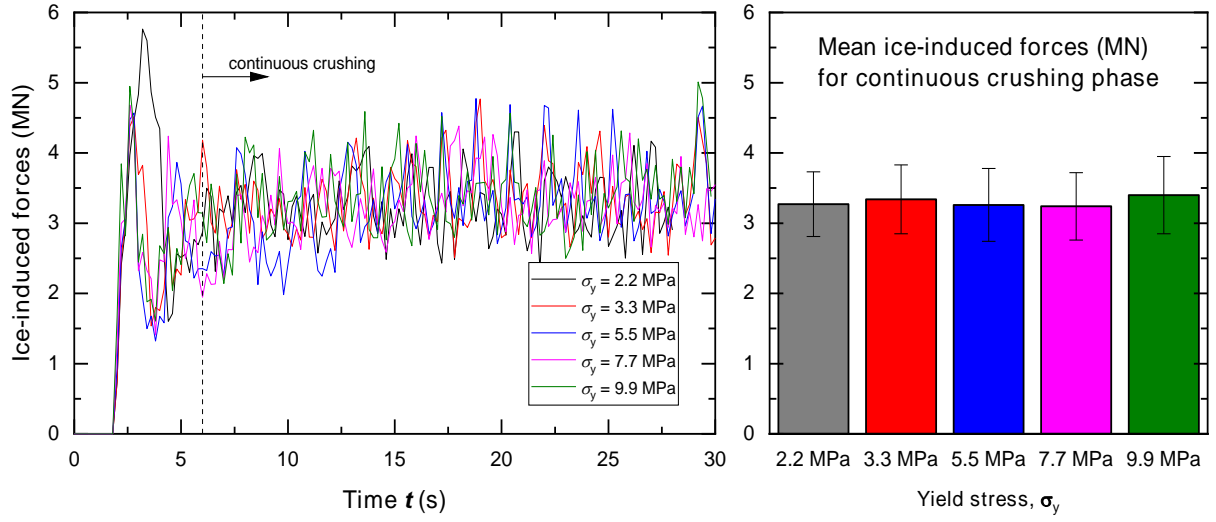 6
5
4
3
2
1
0
Ice-induced forces (MN)
continuous crushing
σy = 2.2 MPa
σy = 3.3 MPa
σy = 5.5 MPa
σy = 7.7 MPa
σy = 9.9 MPa
0 5 10 15 20 25 30
Time t (s)
Mean ice-induced forces (MN)
for continuous crushing phase
6
5
4
3
2
1
0
2.2 MPa 3.3 MPa 5.5 MPa 7.7 MPa 9.9 MPa
Yield stress, σy